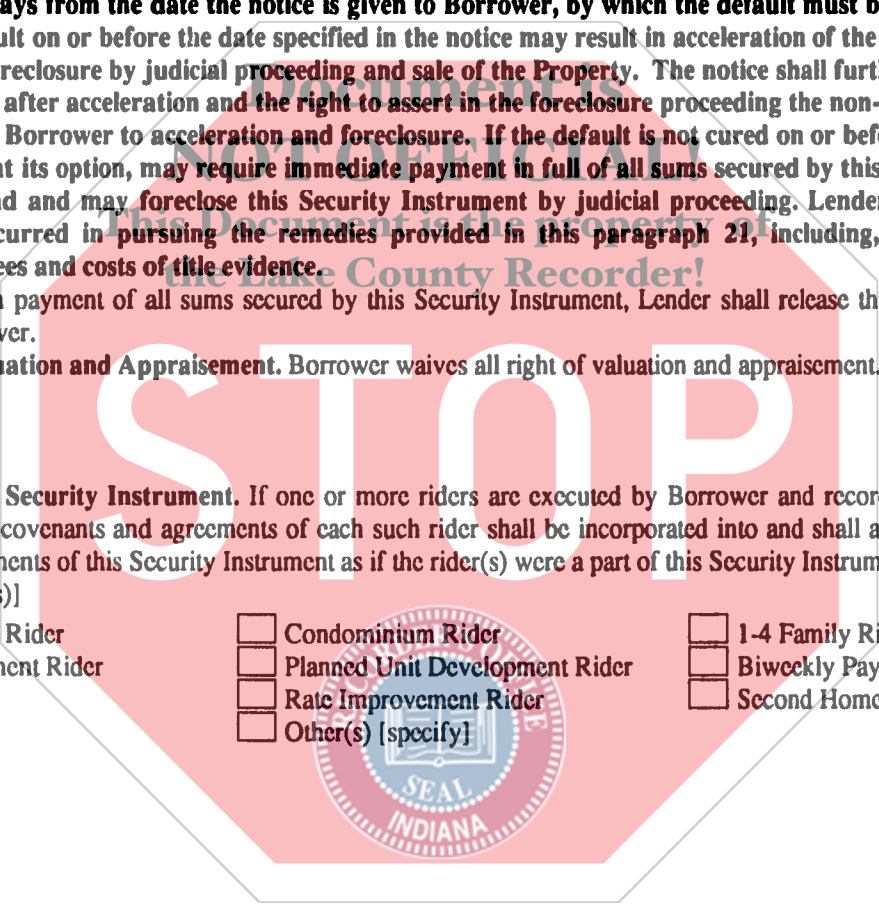 ays from the date the notice is given to Borrower, by which the default must b
ult on or before the date specified in the notice may result in acceleration of the
reclosure by judicial proceeding and sale of the Property. The notice shall furt
after acceleration and the right to assert in the foreclosure proceeding the non-
Borrower to acceleration and foreclosure. If the default is not cured on or bef
at its option, may require immediate payment in full of all sums secured by this
nd and may foreclose this Security Instrument by judicial proceeding. Lender
curred in pursuing the remedies provided in this paragraph 21, including,
ees and costs of title evidence.
payment of all sums secured by this Security Instrument, Lender shall release th
wer.
uation and Appraisement. Borrower waives all right of valuation and appraisement.
Security Instrument. If one or more riders are executed by Borrower and recor
covenants and agreements of each such rider shall be incorporated into and shall a
ments of this Security Instrument as if the rider(s) were a part of this Security Instrum
s)]
Rider Condominium Rider 1-4 Family Ri
ment Rider Planned Unit Development Rider Biweekly Pay
Rate Improvement Rider Second Home
Other(s) [specify]
Document is
NOT OFFICIAL!
This Document is the property of
the Lake County Recorder!
STOP
RECORDER'S OFFICE
SEAL
INDIANA